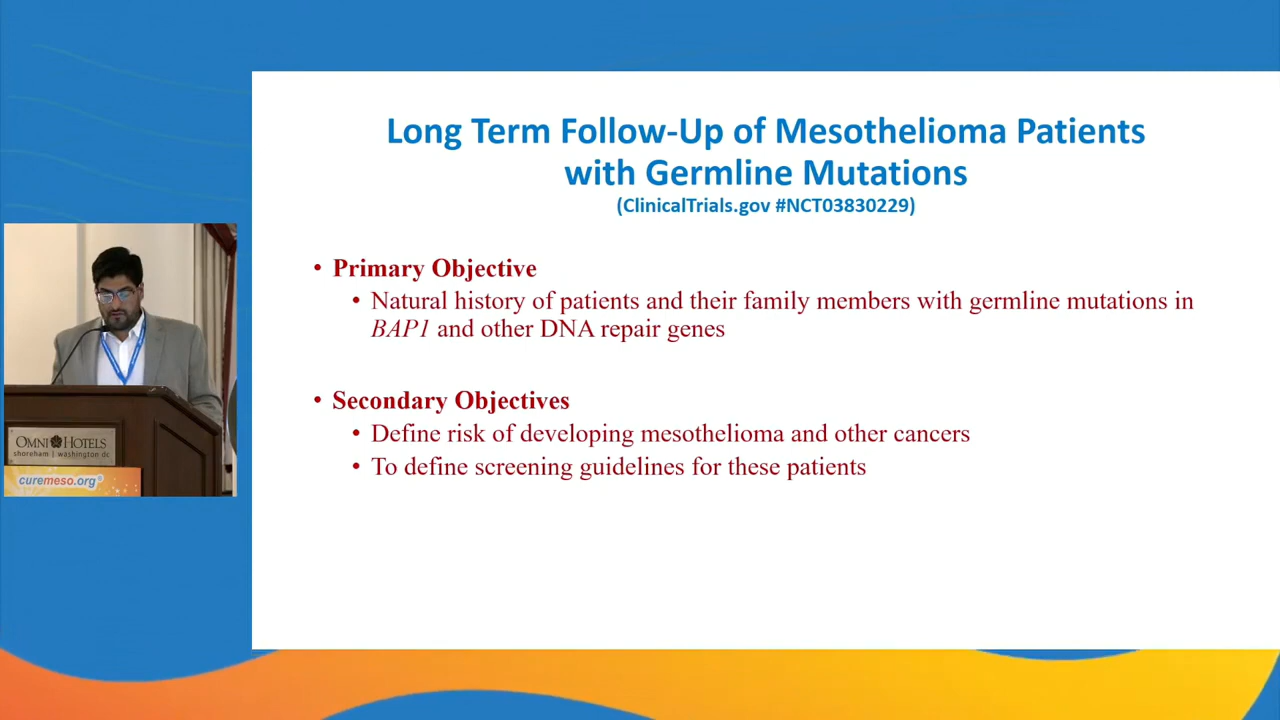 Long Term Follow-Up of Mesothelioma Patients
with Germline Mutations
(ClinicalTrials.gov #NCT03830229)
• Primary Objective
• Natural history of patients and their family members with germline mutations in
BAP1 and other DNA repair genes
• Secondary Objectives
• Define risk of developing mesothelioma and other cancers
• To define screening guidelines for these patients
OMNI HOTELS
shoreham | washington dc
curemeso.org®